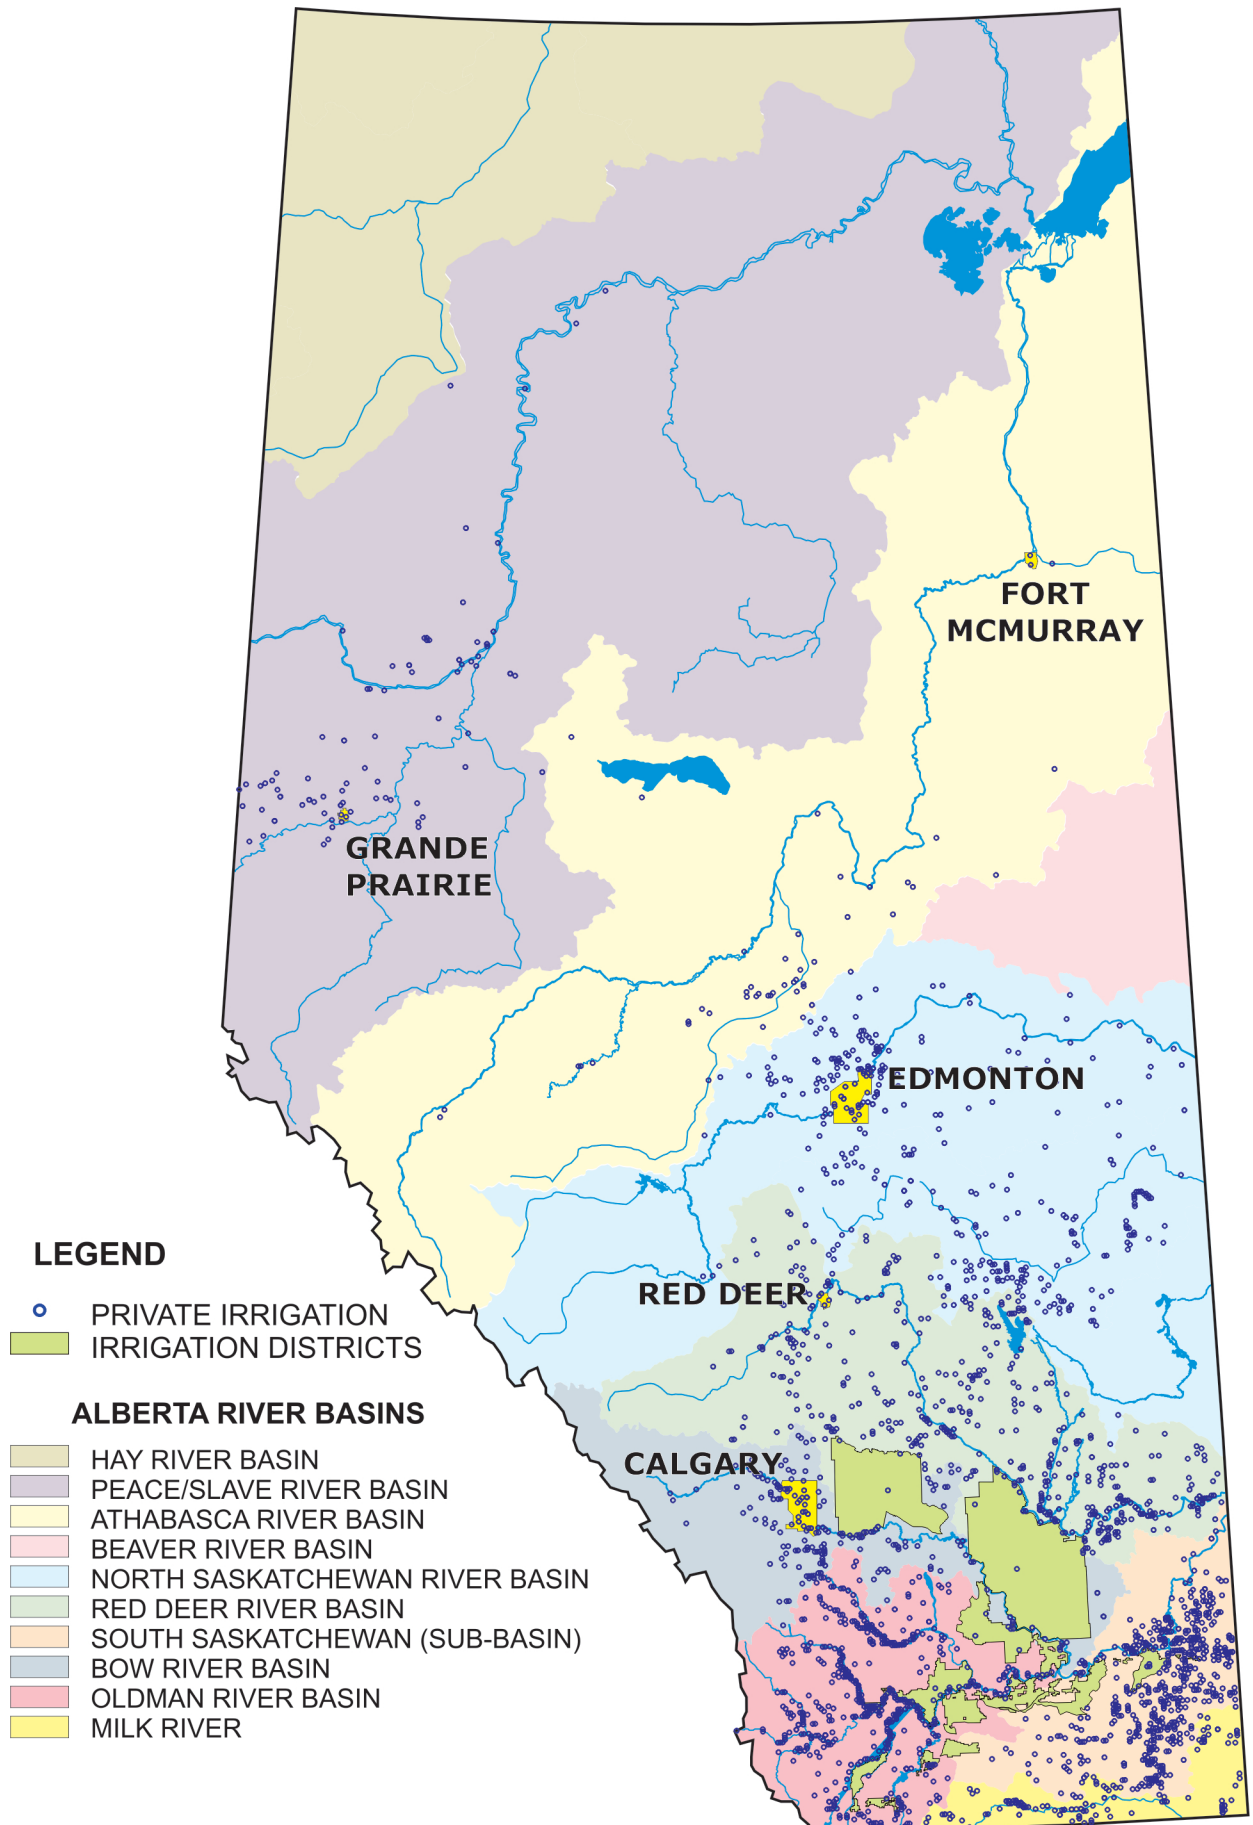 FORT
MCMURRAY
GRANDE
PRAIRIE
EDMONTON
RED DEER
CALGARY
LEGEND
PRIVATE IRRIGATION
IRRIGATION DISTRICTS
ALBERTA RIVER BASINS
HAY RIVER BASIN
PEACE/SLAVE RIVER BASIN
ATHABASCA RIVER BASIN
BEAVER RIVER BASIN
NORTH SASKATCHEWAN RIVER BASIN
RED DEER RIVER BASIN
SOUTH SASKATCHEWAN (SUB-BASIN)
BOW RIVER BASIN
OLDMAN RIVER BASIN
MILK RIVER